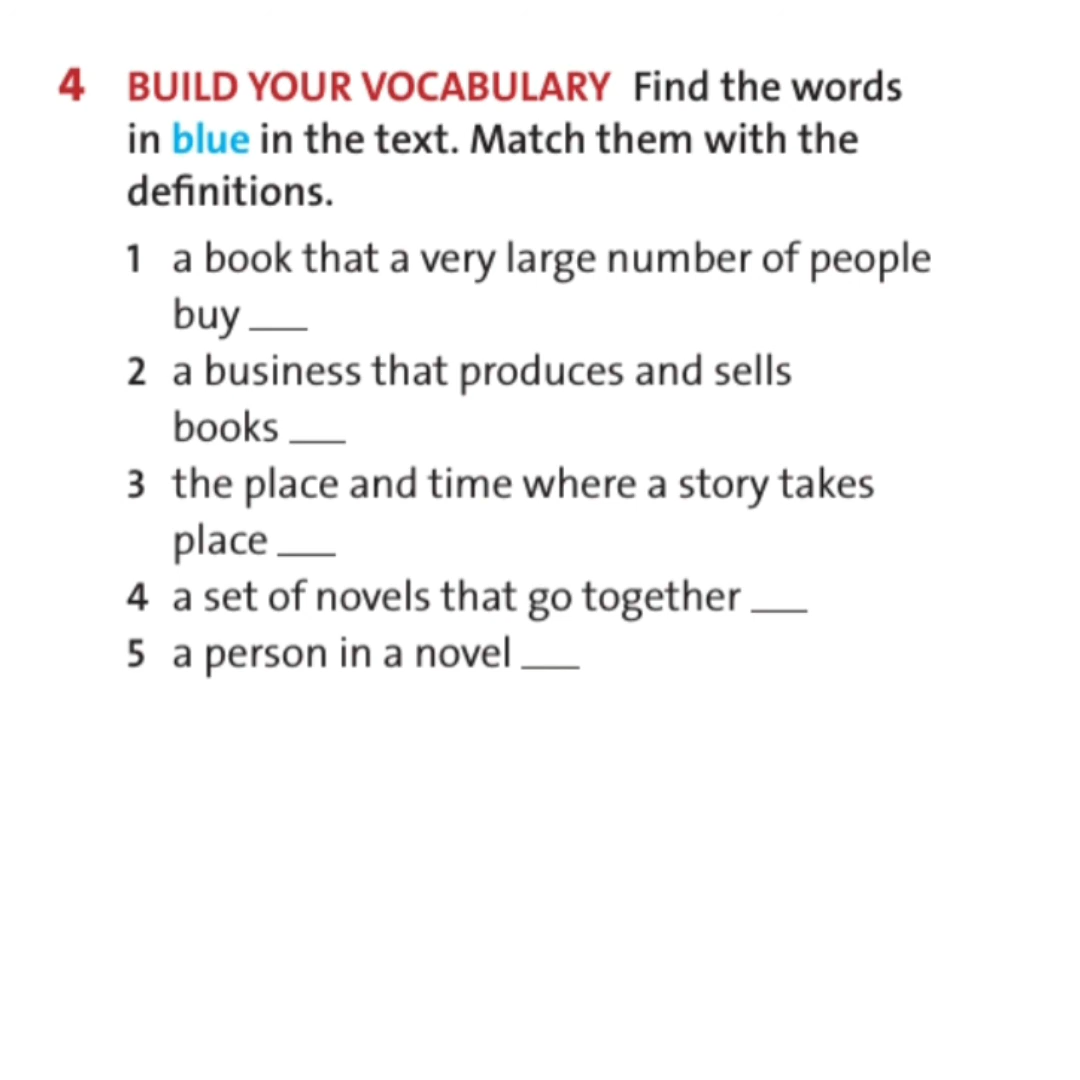 4 BUILD YOUR VOCABULARY Find the words
in blue in the text. Match them with the
definitions.
1 a book that a very large number of people
buy ___
2 a business that produces and sells
books ___
3 the place and time where a story takes
place ___
4 a set of novels that go together ___
5 a person in a novel ___